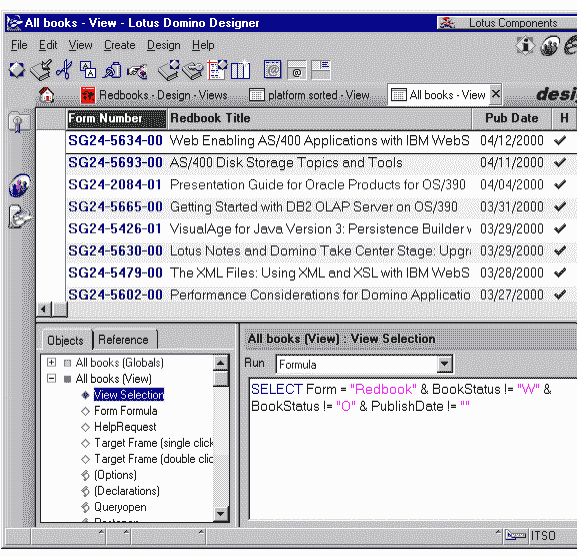 All books - View - Lotus Domino Designer
Lotus Components
File Edit View Create Design Help
Redbooks - Design - Views
platform sorted - View
All books - View
Form Number Redbook Title Pub Date H
SG24-5634-00 Web Enabling AS/400 Applications with IBM WebS 04/12/2000
SG24-5693-00 AS/400 Disk Storage Topics and Tools 04/11/2000
SG24-2084-01 Presentation Guide for Oracle Products for OS/390 04/04/2000
SG24-5665-00 Getting Started with DB2 OLAP Server on OS/390 03/31/2000
SG24-5426-01 VisualAge for Java Version 3: Persistence Builder 03/29/2000
SG24-5630-00 Lotus Notes and Domino Take Center Stage: Upgr 03/29/2000
SG24-5479-00 The XML Files: Using XML and XSL with IBM WebS 03/28/2000
SG24-5602-00 Performance Considerations for Domino Applicatio 03/27/2000
Objects Reference
All books (View) : View Selection
Run Formula
All books (Globals)
All books (View)
View Selection
Form Formula
HelpRequest
Target Frame (single click
Target Frame (double clic
(Options)
(Declarations)
Queryopen
SELECT Form = "Redbook" & BookStatus != "W" &
BookStatus != "O" & PublishDate != ""
ITSO